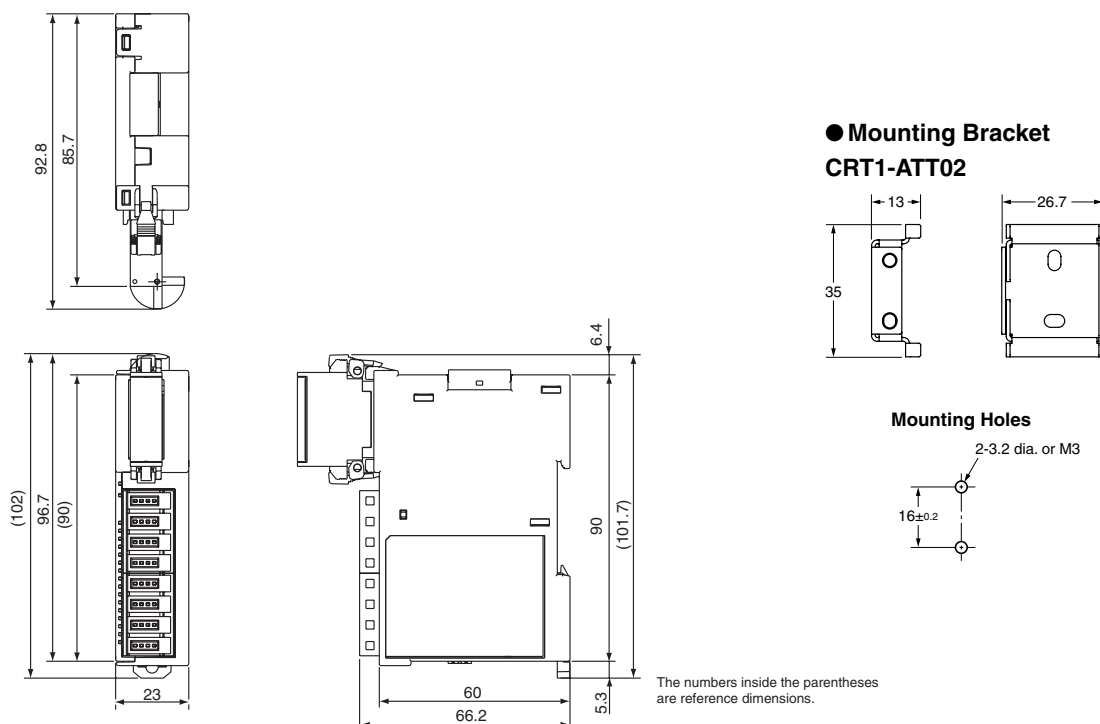 92.8
85.7
● Mounting Bracket
CRT1-ATT02
13
26.7
35
6.4
Mounting Holes
2-3.2 dia. or M3
16±0.2
(102)
96.7
(90)
90
(101.7)
23
60
66.2
5.3
The numbers inside the parentheses
are reference dimensions.